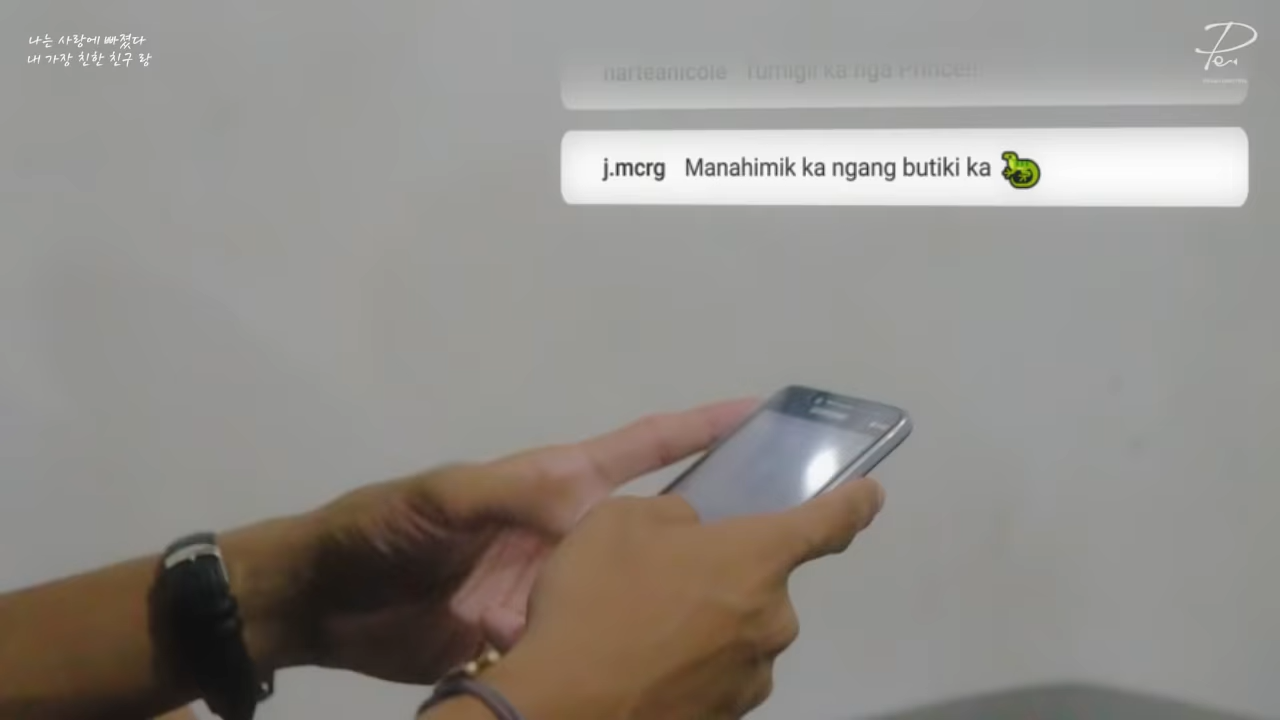 나는 사랑에 빠졌다
내 가장 친한 친구 랑
narteanicole Tumigil ka nga Prince!!
j.mcrg Manahimik ka ngang butiki ka 🦎